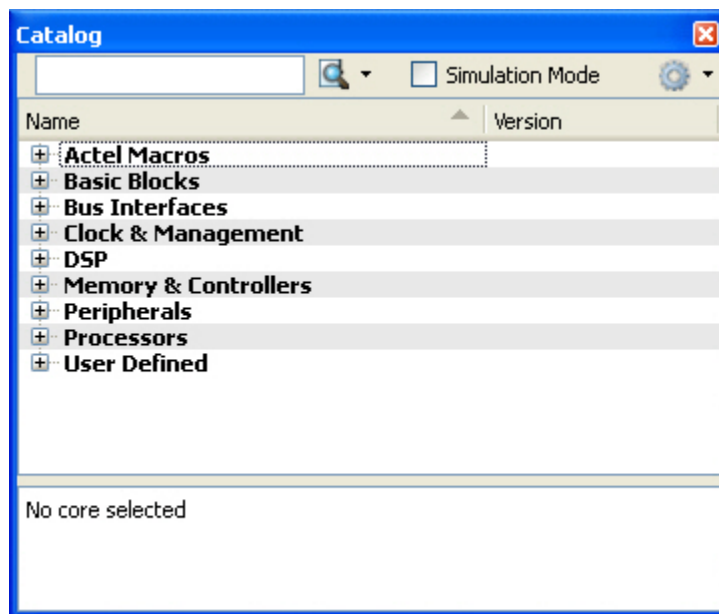 Catalog
Simulation Mode
Name Version
Actel Macros
Basic Blocks
Bus Interfaces
Clock & Management
DSP
Memory & Controllers
Peripherals
Processors
User Defined
No core selected